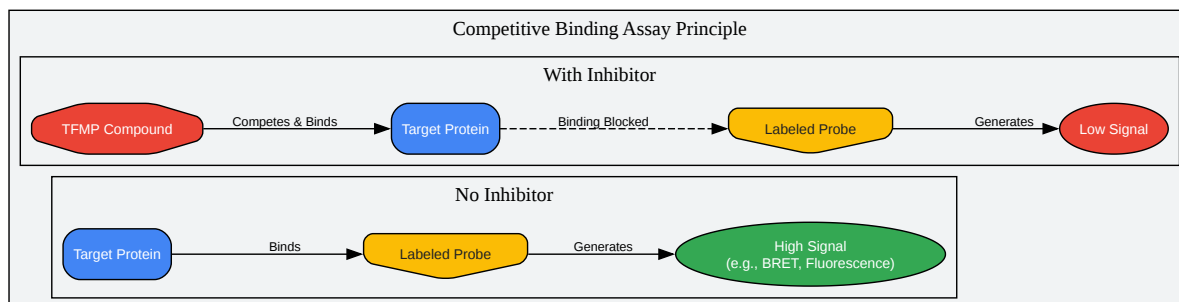 Competitive Binding Assay Principle
With Inhibitor
TFMP Compound
Competes & Binds
Target Protein
Binding Blocked
Labeled Probe
Generates
Low Signal
No Inhibitor
Target Protein
Binds
Labeled Probe
Generates
High Signal
(e.g., BRET, Fluorescence)